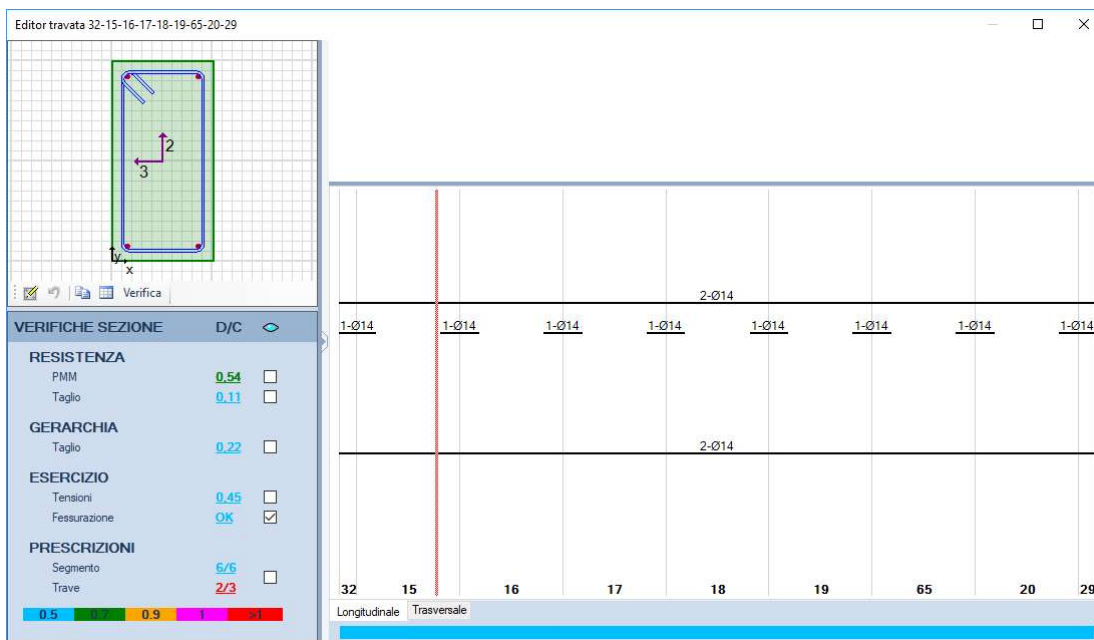 Editor travata 32-15-16-17-18-19-65-20-29
2
3
y
x
Verifica
VERIFICHE SEZIONE D/C
RESISTENZA
PMM 0,54
Taglio 0,11
GERARCHIA
Taglio 0,22
ESERCIZIO
Tensioni 0,45
Fessurazione OK
PRESCRIZIONI
Segmento 6/6
Trave 2/3
0.5 0.7 0.9 1 >1
2-Ø14
1-Ø14 1-Ø14 1-Ø14 1-Ø14 1-Ø14 1-Ø14 1-Ø14 1-Ø14
2-Ø14
32 15 16 17 18 19 65 20 29
Longitudinale Trasversale